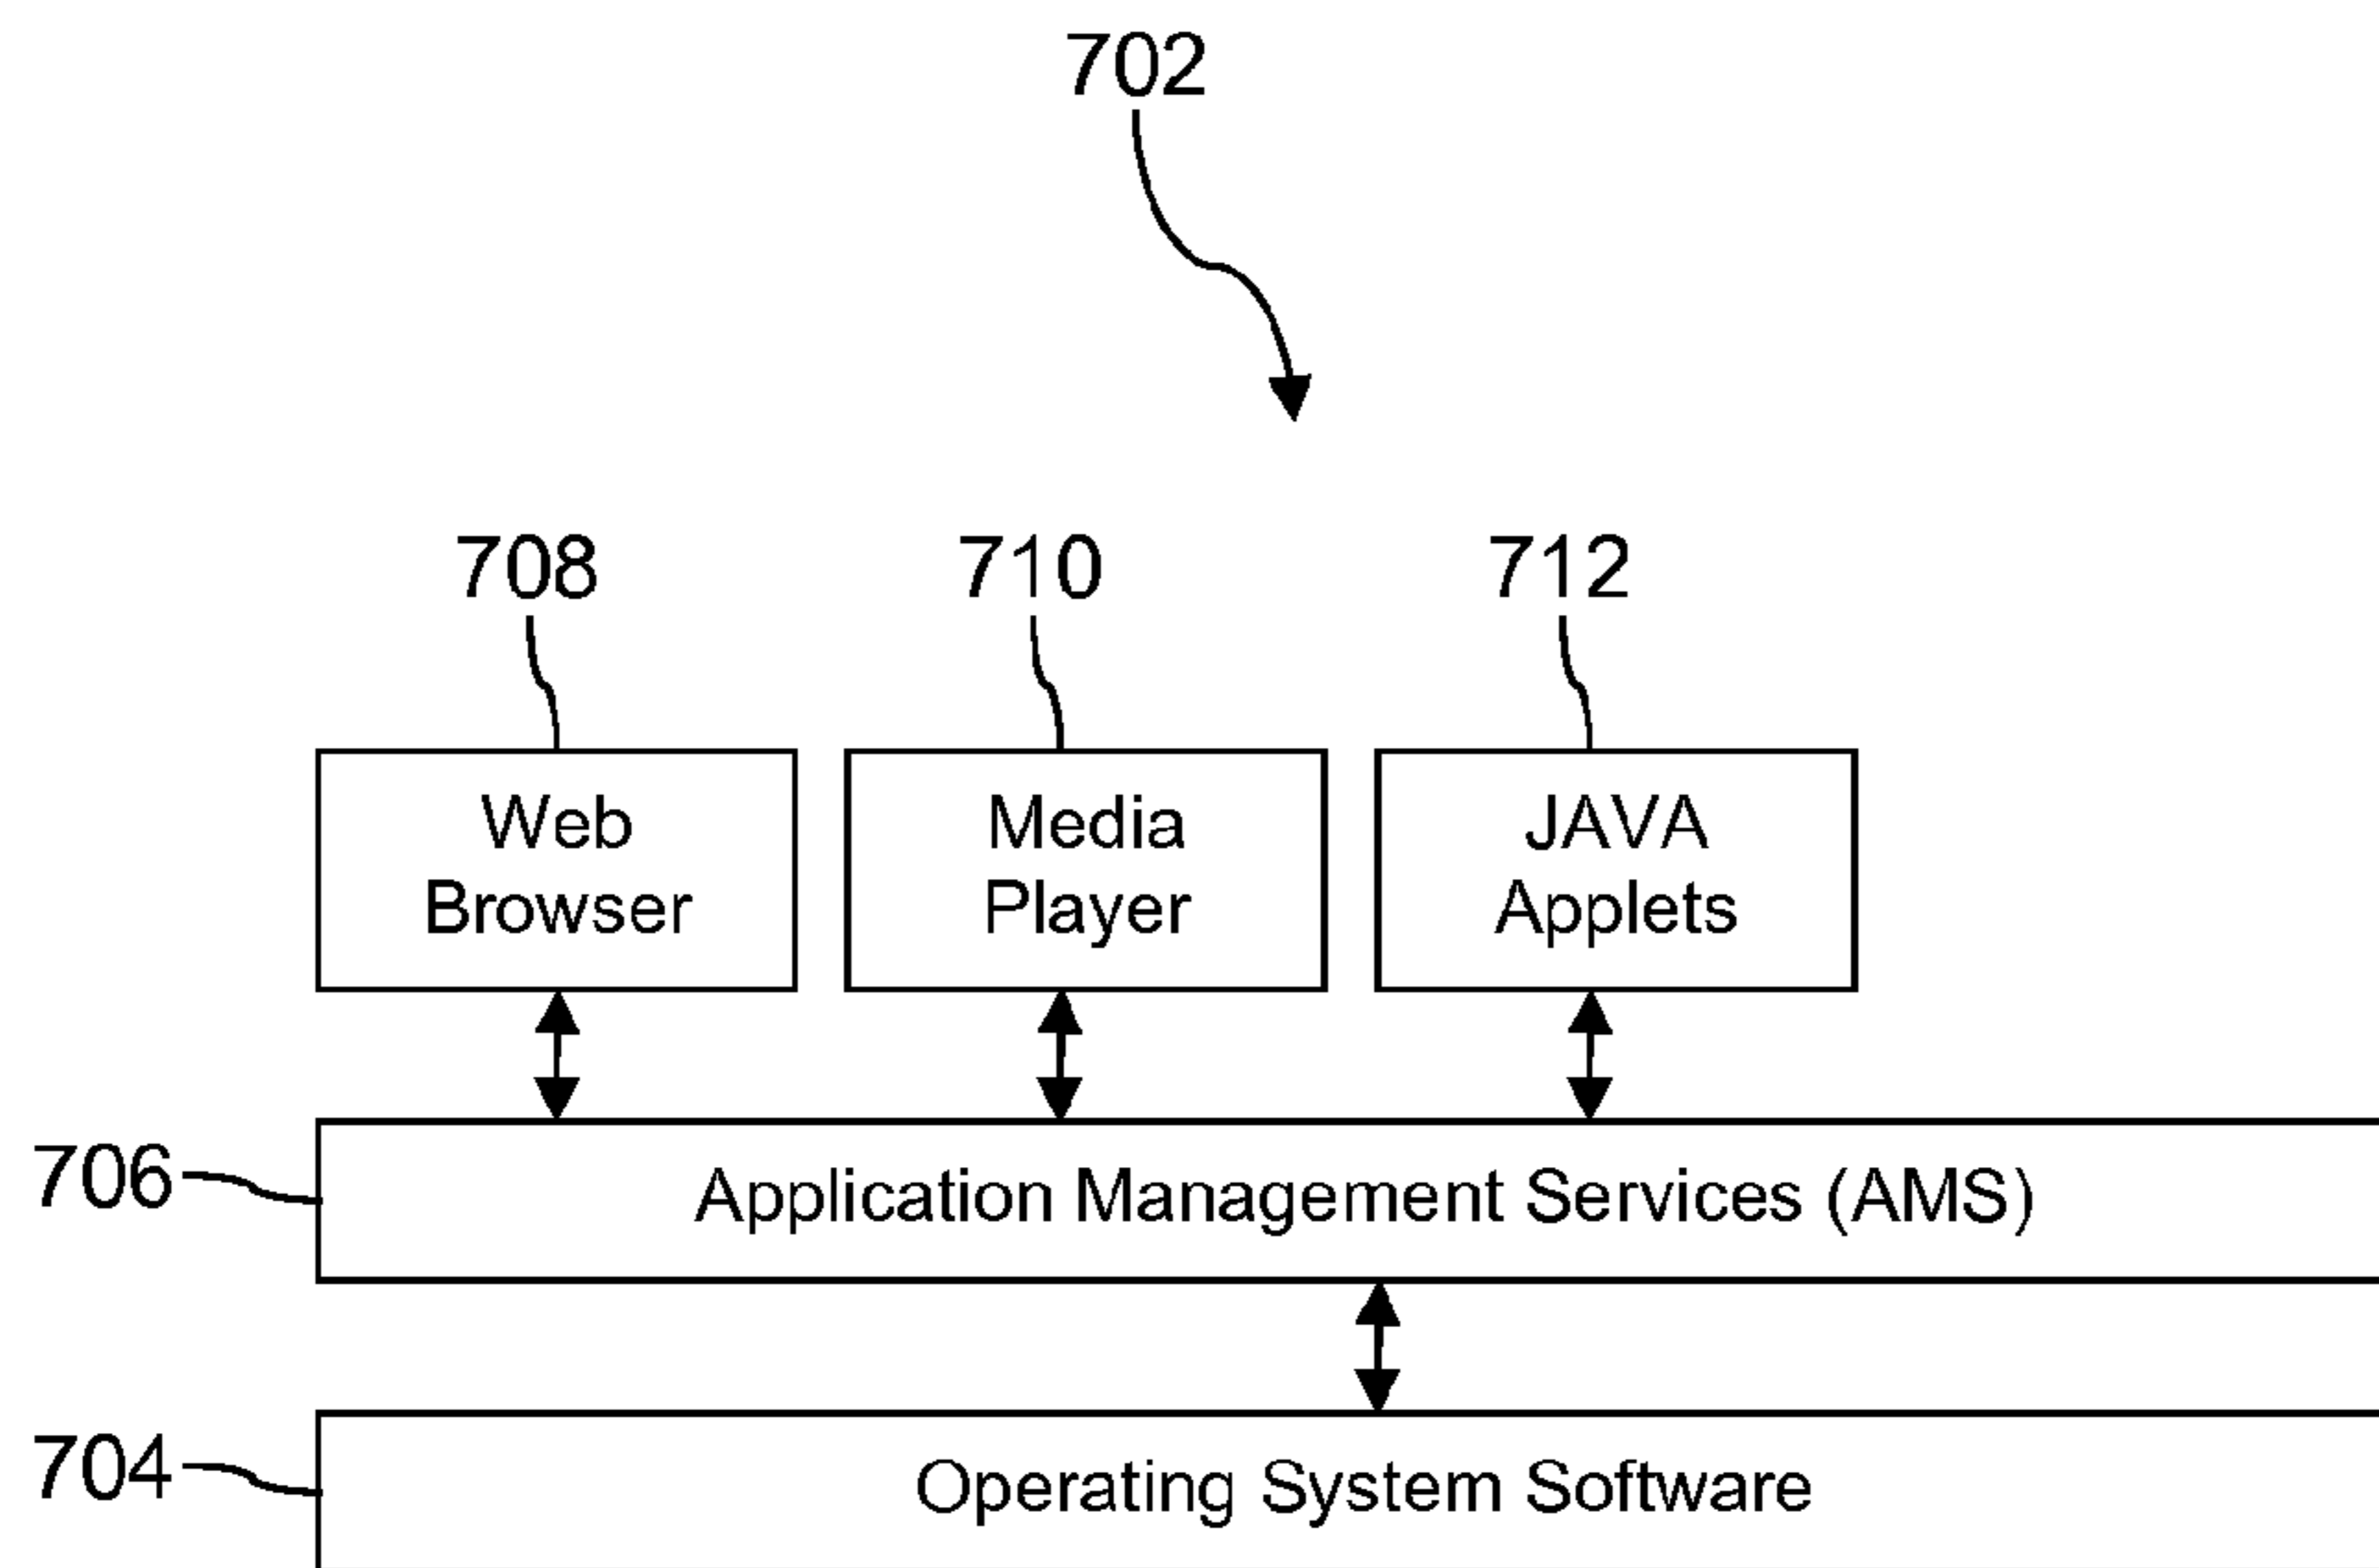 702
708 710 712
Web
Browser
Media
Player
JAVA
Applets
706
Application Management Services (AMS)
704
Operating System Software